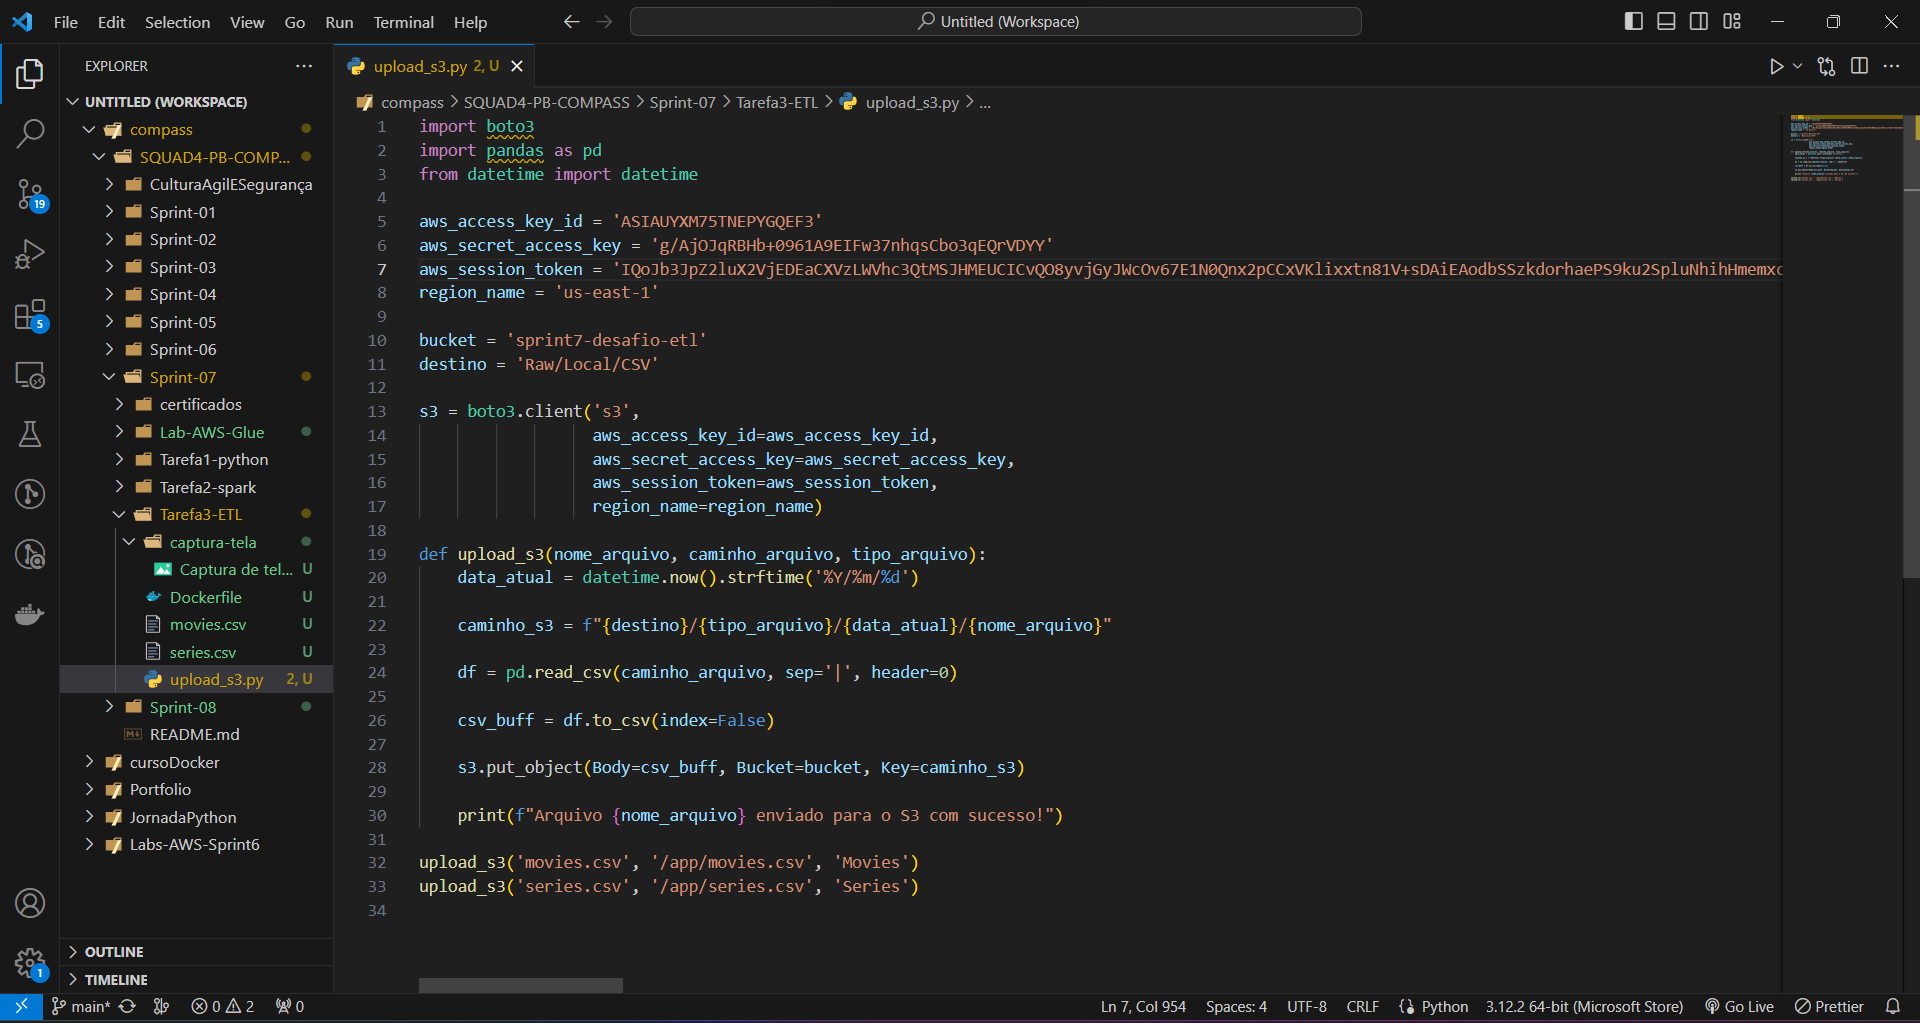 File Edit Selection View Go Run Terminal Help
Untitled (Workspace)
EXPLORER
UNTITLED (WORKSPACE)
compass
SQUAD4-PB-COMP...
CulturaAgilESegurança
Sprint-01
Sprint-02
Sprint-03
Sprint-04
Sprint-05
Sprint-06
Sprint-07
certificados
Lab-AWS-Glue
Tarefa1-python
Tarefa2-spark
Tarefa3-ETL
captura-tela
Captura de tel... U
Dockerfile U
movies.csv U
series.csv U
upload_s3.py 2, U
Sprint-08
README.md
cursoDocker
Portfolio
JornadaPython
Labs-AWS-Sprint6
OUTLINE
TIMELINE
19
5
1
upload_s3.py 2, U
compass > SQUAD4-PB-COMPASS > Sprint-07 > Tarefa3-ETL > upload_s3.py > ...
1 import boto3
2 import pandas as pd
3 from datetime import datetime
4
5 aws_access_key_id = 'ASIAUYXM75TNEPYGQEF3'
6 aws_secret_access_key = 'g/AjOJqRBHb+0961A9EIFw37nhqsCbo3qEQrVDYY'
7 aws_session_token = 'IQoJb3JpZ2luX2VjEDEaCXVzLWVhc3QtMSJHMEUCICvQO8yvjGyJWcOv67E1N0Qnx2pCCxVKlixxtn81V+sDAiEAodbSSzkdorhaePS9ku2SpluNhihHmemxc
8 region_name = 'us-east-1'
9
10 bucket = 'sprint7-desafio-etl'
11 destino = 'Raw/Local/CSV'
12
13 s3 = boto3.client('s3',
14 aws_access_key_id=aws_access_key_id,
15 aws_secret_access_key=aws_secret_access_key,
16 aws_session_token=aws_session_token,
17 region_name=region_name)
18
19 def upload_s3(nome_arquivo, caminho_arquivo, tipo_arquivo):
20 data_atual = datetime.now().strftime('%Y/%m/%d')
21
22 caminho_s3 = f"{destino}/{tipo_arquivo}/{data_atual}/{nome_arquivo}"
23
24 df = pd.read_csv(caminho_arquivo, sep='|', header=0)
25
26 csv_buff = df.to_csv(index=False)
27
28 s3.put_object(Body=csv_buff, Bucket=bucket, Key=caminho_s3)
29
30 print(f"Arquivo {nome_arquivo} enviado para o S3 com sucesso!")
31
32 upload_s3('movies.csv', '/app/movies.csv', 'Movies')
33 upload_s3('series.csv', '/app/series.csv', 'Series')
34
main* 0 2 0 Ln 7, Col 954 Spaces: 4 UTF-8 CRLF Python 3.12.2 64-bit (Microsoft Store) Go Live Prettier